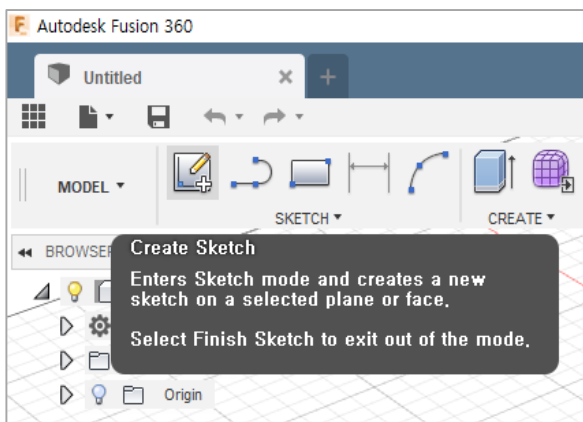 Autodesk Fusion 360
Untitled
MODEL
SKETCH
CREATE
BROWSE
Create Sketch
Enters Sketch mode and creates a new
sketch on a selected plane or face.
Select Finish Sketch to exit out of the mode.
Origin